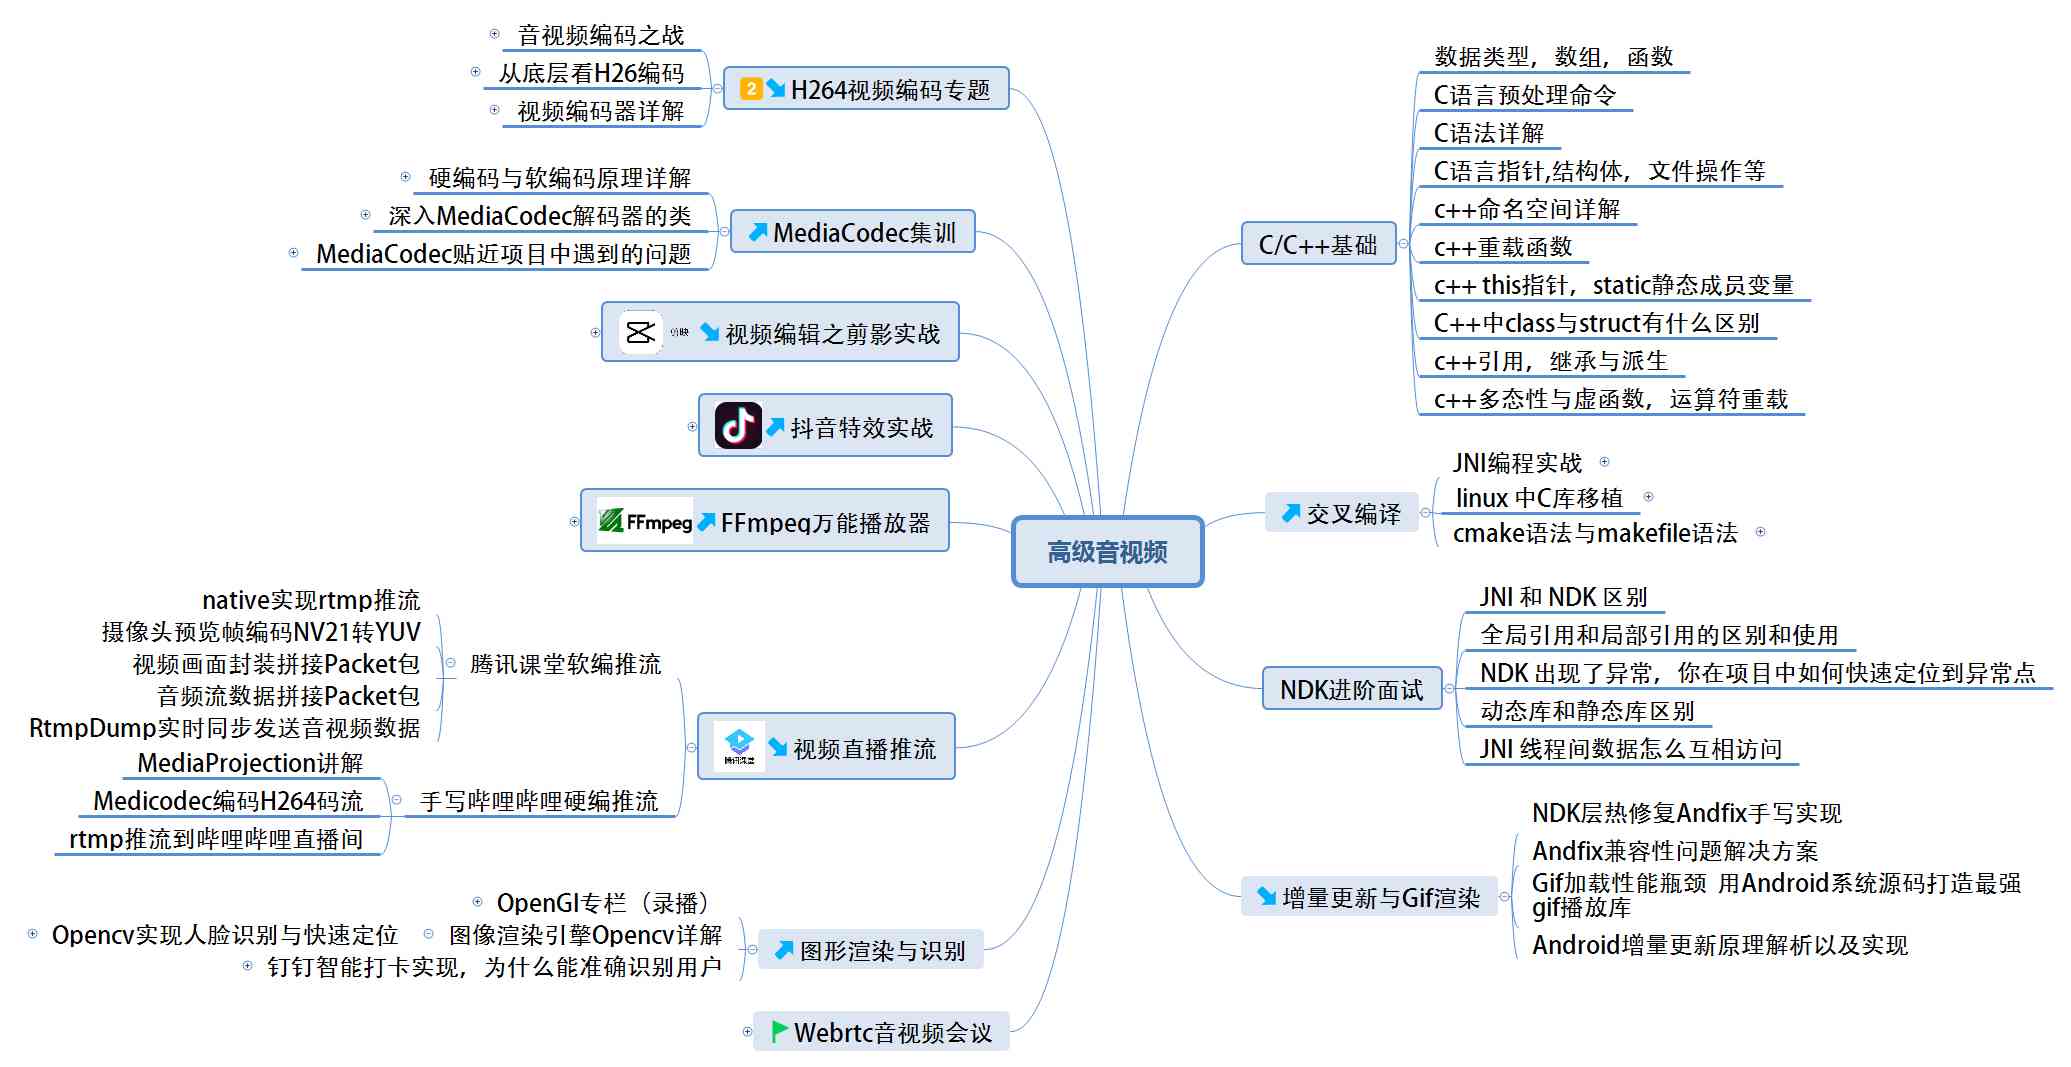 音视频编码之战
从底层看H26编码
视频编码器详解
2
H264视频编码专题
硬编码与软编码原理详解
深入MediaCodec解码器的类
MediaCodec贴近项目中遇到的问题
MediaCodec集训
视频编辑之剪影实战
抖音特效实战
FFmpeg
FFmpeg万能播放器
native实现rtmp推流
摄像头预览帧编码NV21转YUV
视频画面封装拼接Packet包
音频流数据拼接Packet包
RtmpDump实时同步发送音视频数据
腾讯课堂软编推流
MediaProjection讲解
Medicodec编码H264码流
rtmp推流到哔哩哔哩直播间
手写哔哩哔哩硬编推流
腾讯课堂
视频直播推流
OpenGl专栏（录播）
Opencv实现人脸识别与快速定位
图像渲染引擎Opencv详解
钉钉智能打卡实现，为什么能准确识别用户
图形渲染与识别
Webrtc音视频会议
高级音视频
C/C++基础
数据类型，数组，函数
C语言预处理命令
C语法详解
C语言指针,结构体，文件操作等
c++命名空间详解
c++重载函数
c++ this指针，static静态成员变量
C++中class与struct有什么区别
c++引用，继承与派生
c++多态性与虚函数，运算符重载
交叉编译
JNI编程实战
linux 中C库移植
cmake语法与makefile语法
NDK进阶面试
JNI 和 NDK 区别
全局引用和局部引用的区别和使用
NDK 出现了异常，你在项目中如何快速定位到异常点
动态库和静态库区别
JNI 线程间数据怎么互相访问
增量更新与Gif渲染
NDK层热修复Andfix手写实现
Andfix兼容性问题解决方案
Gif加载性能瓶颈 用Android系统源码打造最强
gif播放库
Android增量更新原理解析以及实现